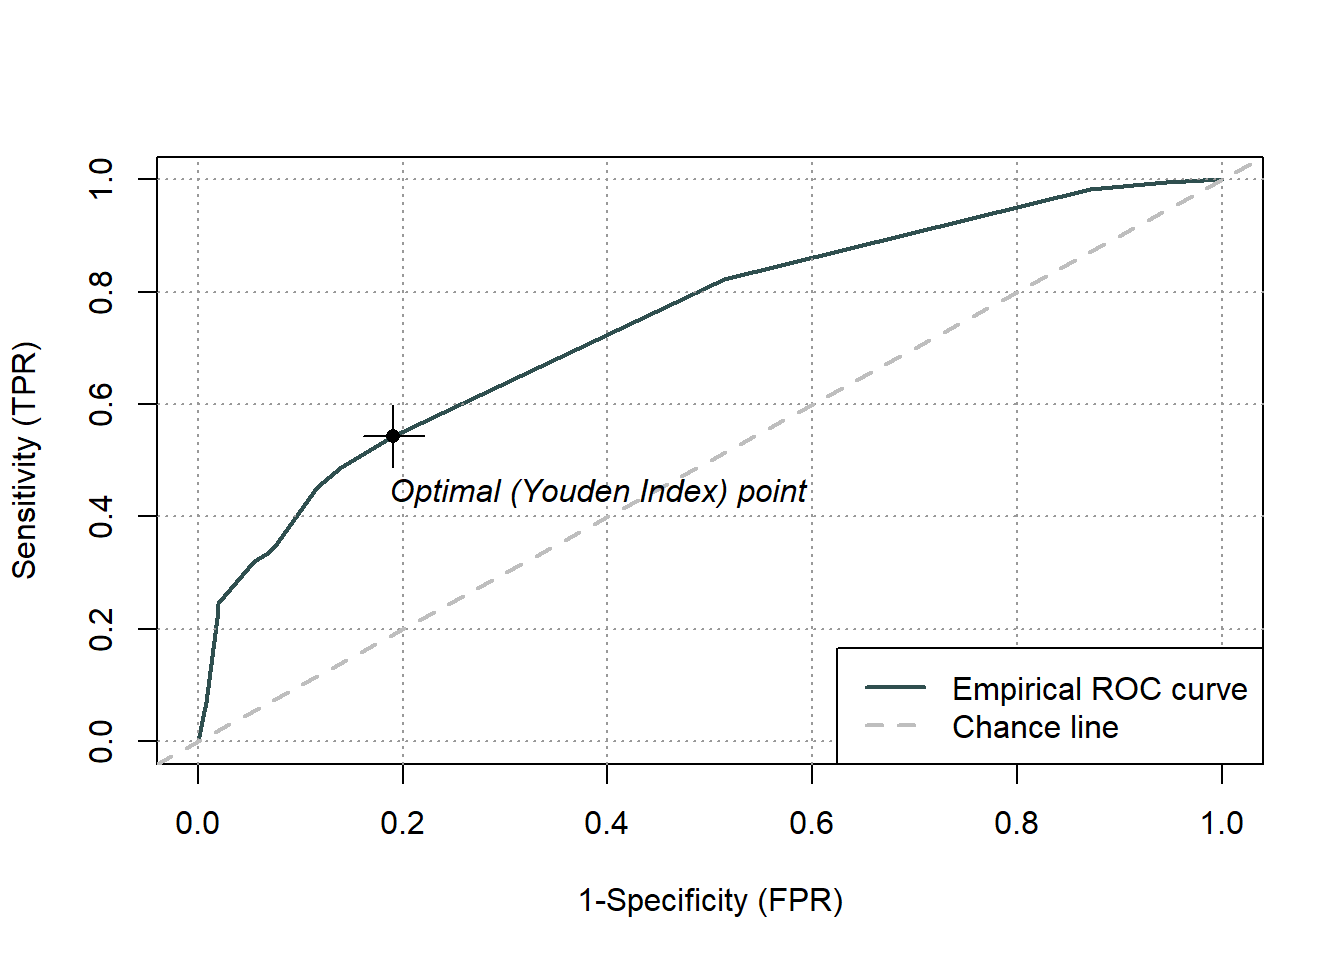 1.0
0.8
0.6
0.4
0.2
0.0
Sensitivity (TPR)
Optimal (Youden Index) point
Empirical ROC curve
Chance line
0.0 0.2 0.4 0.6 0.8 1.0
1-Specificity (FPR)